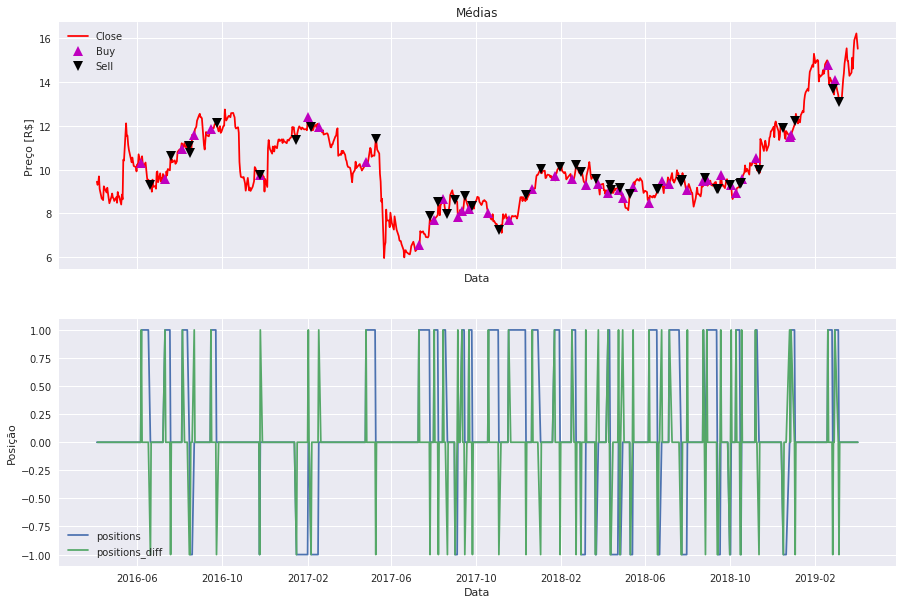 Médias
Close
Buy
Sell
Preço [R$]
16
14
12
10
8
6
Data
1.00
0.75
0.50
0.25
0.00
−0.25
−0.50
−0.75
−1.00
Posição
positions
positions_diff
2016-06 2016-10 2017-02 2017-06 2017-10 2018-02 2018-06 2018-10 2019-02
Data